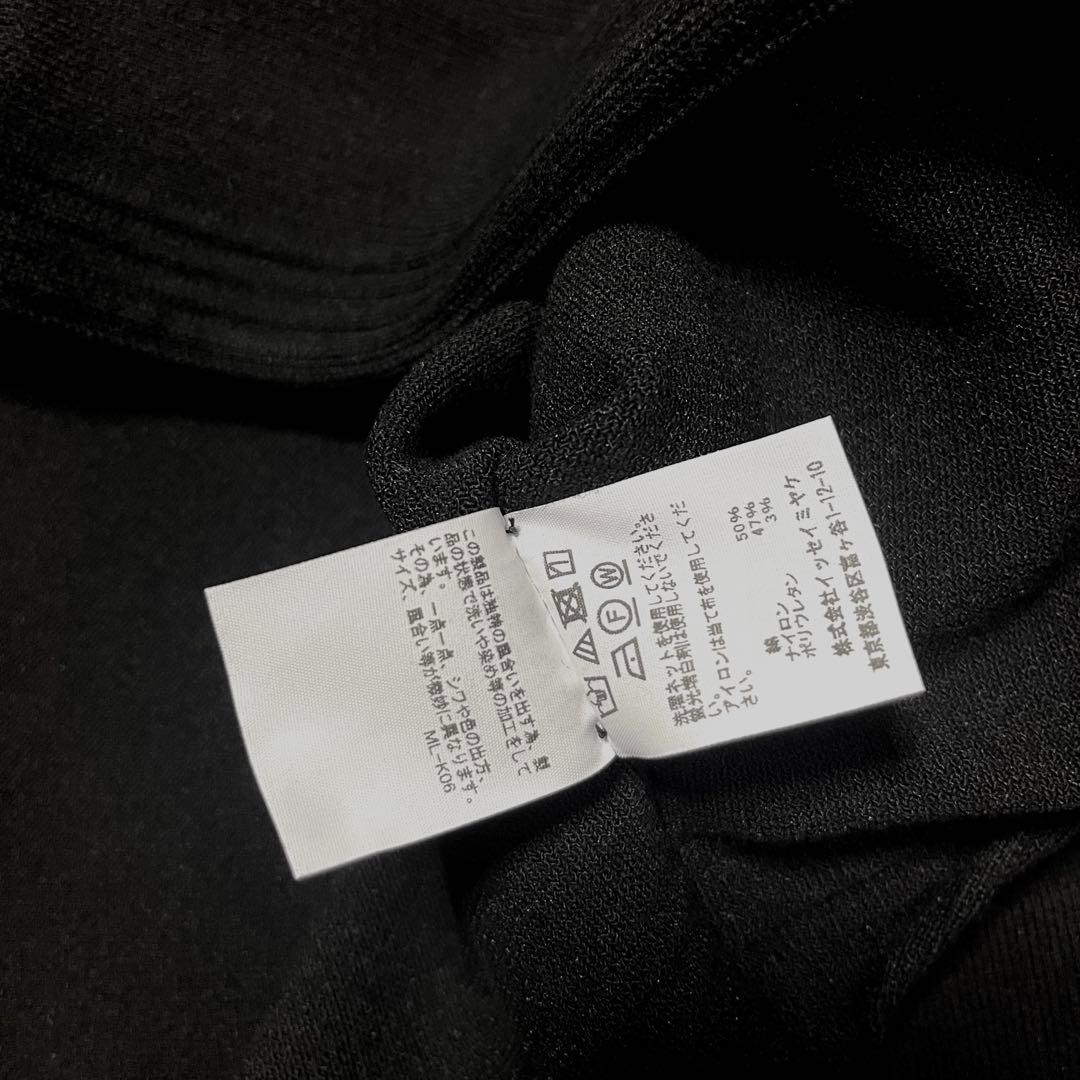 この製品は独特の風合いを出す為、製
品の状態で洗いや染め等の加工をして
います。一点一点、シワや色の出方、
その為、風合い等が微妙に異なります。
サイズ、
ML-K06
W
F
洗濯ネットを使用してください。
蛍光増白剤は使用しないでくださ
い。
アイロンは当て布を使用してくだ
さい。
綿 50%
ナイロン 47%
ポリウレタン 3%
株式会社イッセイミヤケ
東京都渋谷区富ヶ谷1-12-10